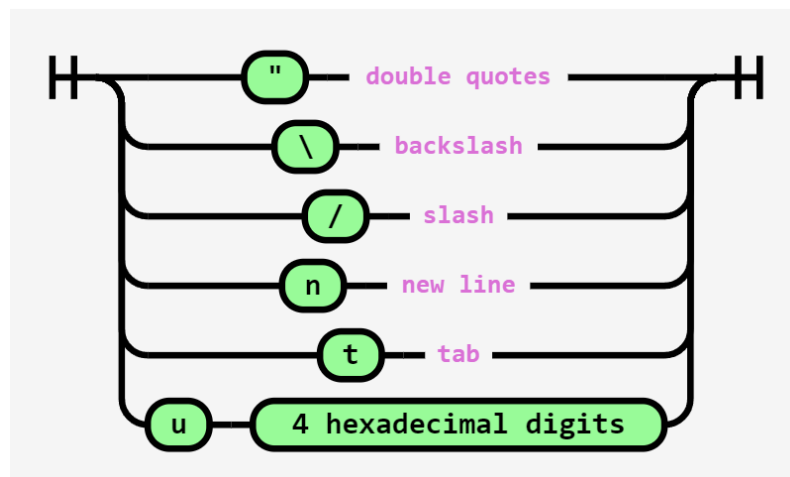 " double quotes
\ backslash
/ slash
n new line
t tab
u 4 hexadecimal digits